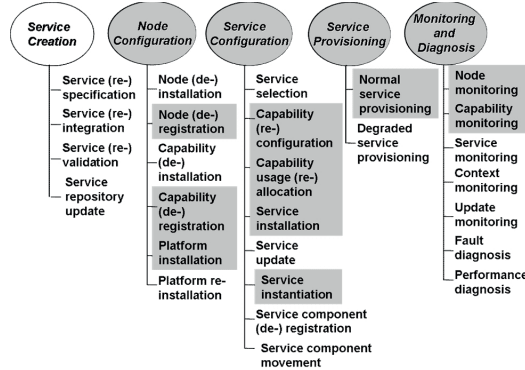 Service
Creation
Node
Configuration
Service
Configuration
Service
Provisioning
Monitoring
and
Diagnosis
Service (re-)
specification
Service (re-)
integration
Service (re-)
validation
Service
repository
update
Node (de-)
installation
Node (de-)
registration
Capability
(de-)
installation
Capability
(de-)
registration
Platform
installation
Platform re-
installation
Service
selection
Capability
(re-)
configuration
Capability
usage (re-)
allocation
Service
installation
Service
update
Service
instantiation
Service component
(de-) registration
Service component
movement
Normal
service
provisioning
Degraded
service
provisioning
Node
monitoring
Capability
monitoring
Service
monitoring
Context
monitoring
Update
monitoring
Fault
diagnosis
Performance
diagnosis